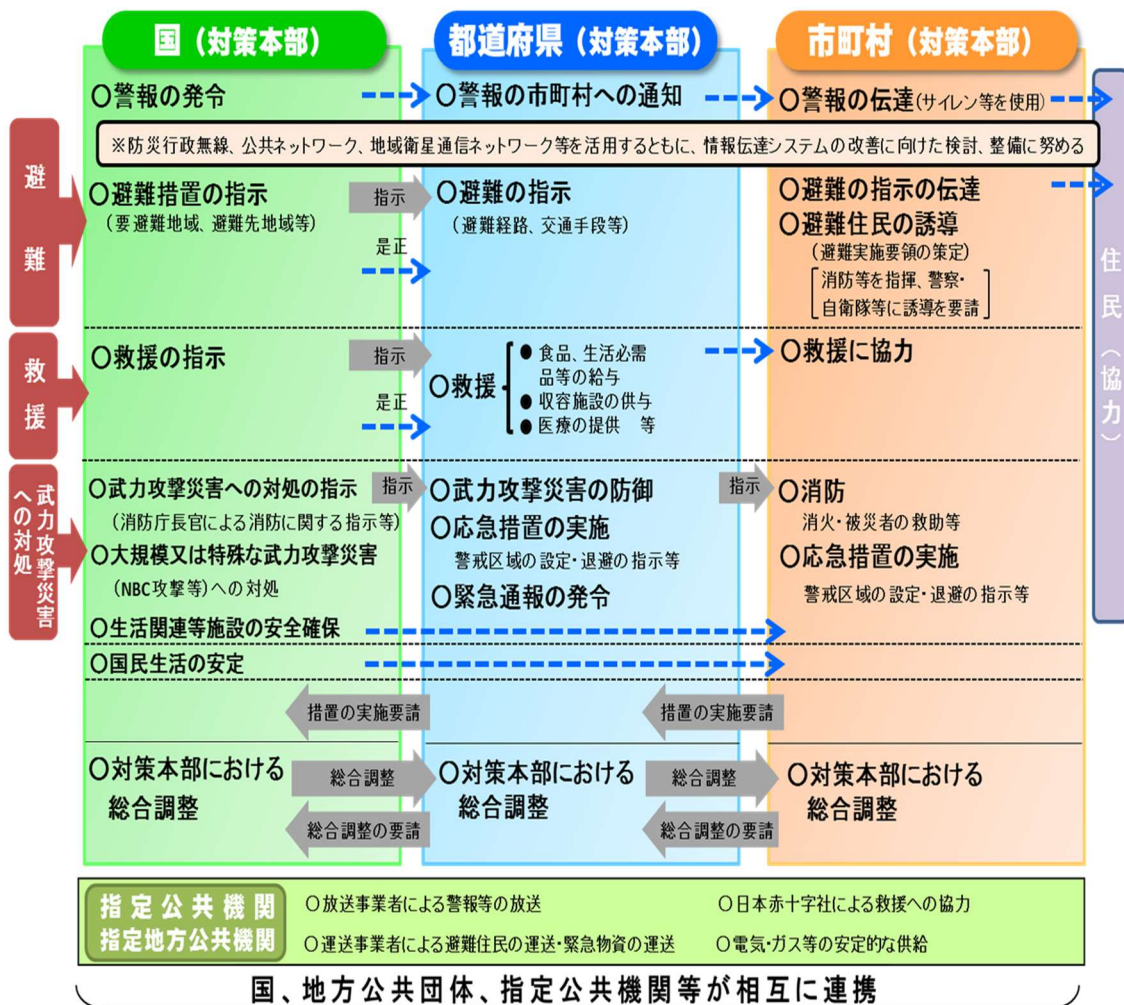 国（対策本部）
都道府県（対策本部）
市町村（対策本部）
○警報の発令
○警報の市町村への通知
○警報の伝達（サイレン等を使用）
※防災行政無線、公共ネットワーク、地域衛星通信ネットワーク等を活用するともに、情報伝達システムの改善に向けた検討、整備に努める
避難
○避難措置の指示
（要避難地域、避難先地域等）
指示
是正
○避難の指示
（避難経路、交通手段等）
○避難の指示の伝達
○避難住民の誘導
（避難実施要領の策定）
消防等を指揮、警察・
自衛隊等に誘導を要請
住民（協力）
救援
○救援の指示
指示
是正
○救援
●食品、生活必需
品等の給与
●収容施設の供与
●医療の提供　等
○救援に協力
武力攻撃災害
への対処
○武力攻撃災害への対処の指示
（消防庁長官による消防に関する指示等）
○大規模又は特殊な武力攻撃災害
（NBC攻撃等）への対処
指示
○武力攻撃災害の防御
○応急措置の実施
警戒区域の設定・退避の指示等
○緊急通報の発令
指示
○消防
消火・被災者の救助等
○応急措置の実施
警戒区域の設定・退避の指示等
○生活関連等施設の安全確保
○国民生活の安定
措置の実施要請
措置の実施要請
○対策本部における
総合調整
総合調整
総合調整の要請
○対策本部における
総合調整
総合調整
総合調整の要請
○対策本部における
総合調整
指定公共機関
指定地方公共機関
○放送事業者による警報等の放送
○日本赤十字社による救援への協力
○運送事業者による避難住民の運送・緊急物資の運送
○電気・ガス等の安定的な供給
国、地方公共団体、指定公共機関等が相互に連携